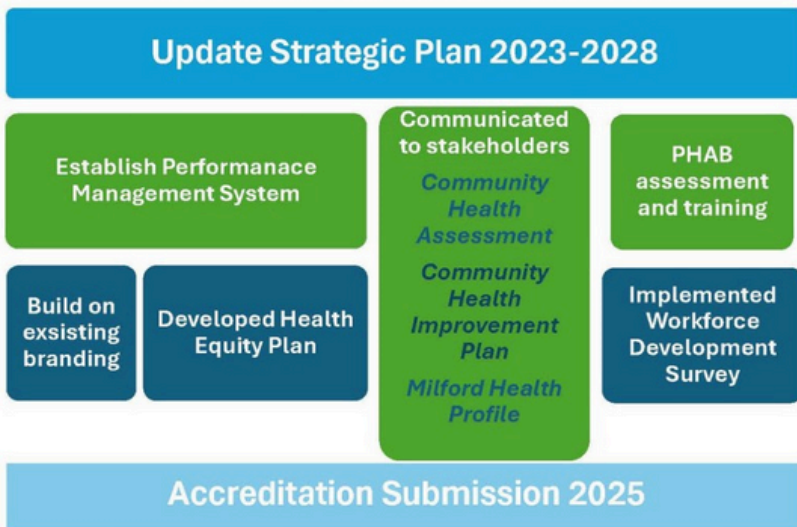 Update Strategic Plan 2023-2028
Establish Performanace
Management System
Communicated
to stakeholders
Community
Health
Assessment
Community
Health
Improvement
Plan
Milford Health
Profile
PHAB
assessment
and training
Build on
exsisting
branding
Developed Health
Equity Plan
Implemented
Workforce
Development
Survey
Accreditation Submission 2025